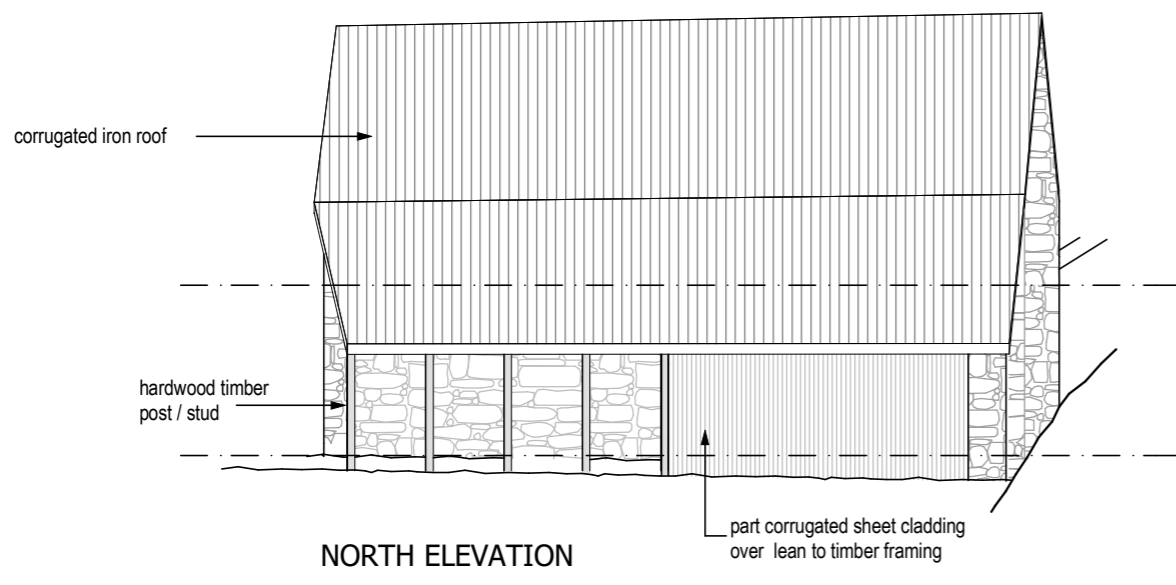 corrugated iron roof
hardwood timber
post / stud
part corrugated sheet cladding
over lean to timber framing
NORTH ELEVATION